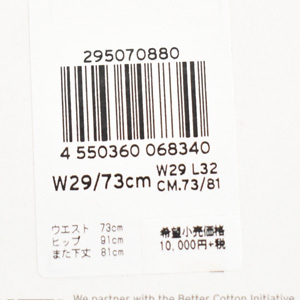 295070880
4 550360 068340
W29/73cm
W29 L32
CM.73/81
ウエスト 73cm
ヒップ 91cm
また下丈 81cm
希望小売価格
10,000円+税
We partner with the Better Cotton Initiative